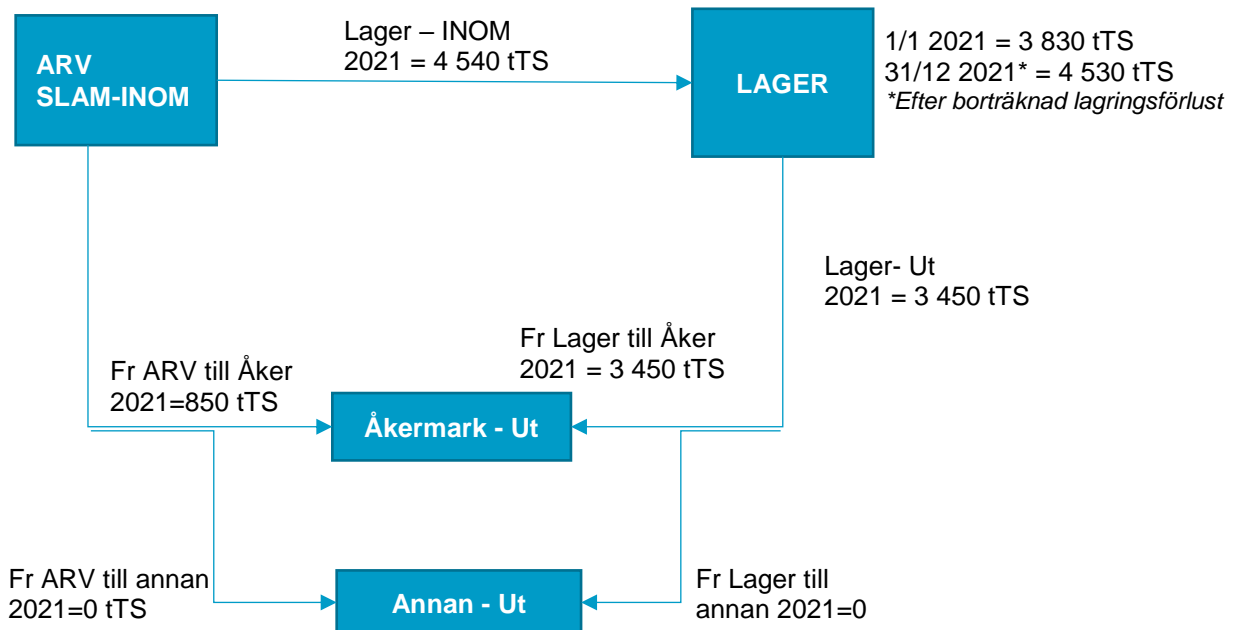 ARV
SLAM-INOM
Lager – INOM
2021 = 4 540 tTS
LAGER
1/1 2021 = 3 830 tTS
31/12 2021* = 4 530 tTS
*Efter borträknad lagringsförlust
Lager- Ut
2021 = 3 450 tTS
Fr Lager till Åker
2021 = 3 450 tTS
Fr ARV till Åker
2021=850 tTS
Åkermark - Ut
Fr ARV till annan
2021=0 tTS
Annan - Ut
Fr Lager till
annan 2021=0